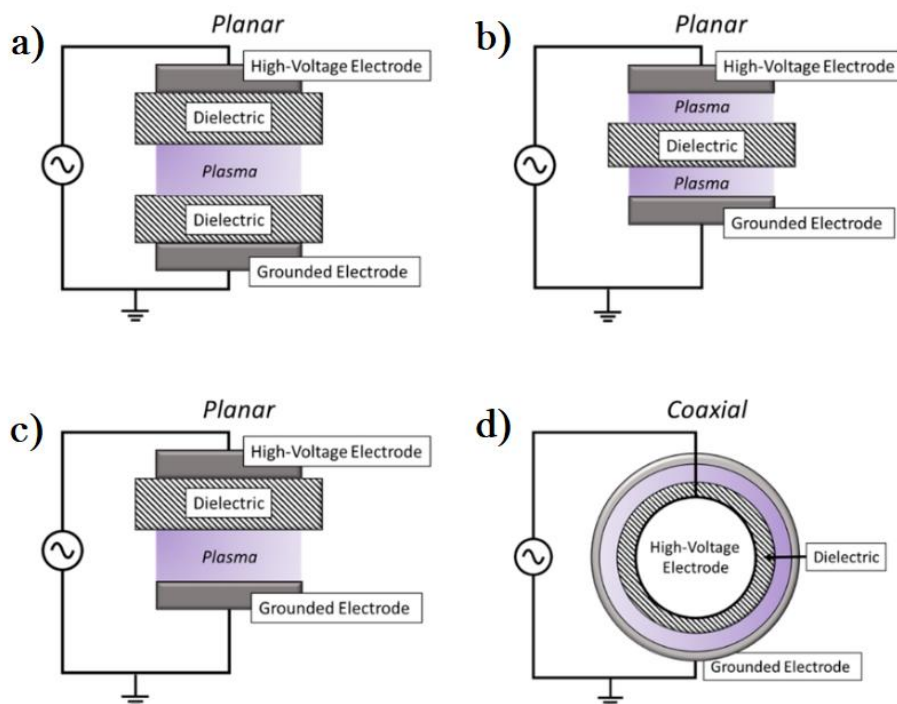 a)
Planar
High-Voltage Electrode
Dielectric
Plasma
Dielectric
Grounded Electrode
b)
Planar
High-Voltage Electrode
Plasma
Dielectric
Plasma
Grounded Electrode
c)
Planar
High-Voltage Electrode
Dielectric
Plasma
Grounded Electrode
d)
Coaxial
High-Voltage
Electrode
Dielectric
Grounded Electrode